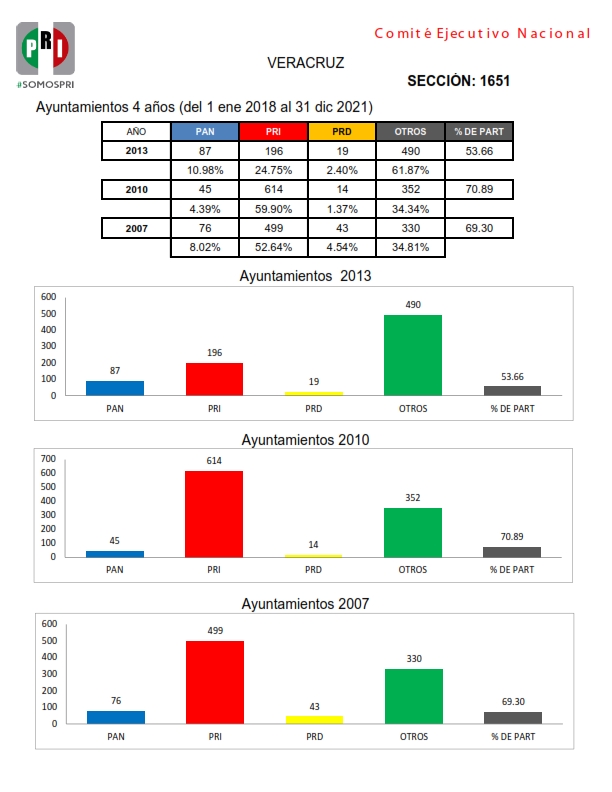 Comité Ejecutivo Nacional
PRI
#SOMOSPRI
VERACRUZ
SECCIÓN: 1651
Ayuntamientos 4 años (del 1 ene 2018 al 31 dic 2021)
AÑO PAN PRI PRD OTROS % DE PART
2013 87 196 19 490 53.66
10.98% 24.75% 2.40% 61.87%
2010 45 614 14 352 70.89
4.39% 59.90% 1.37% 34.34%
2007 76 499 43 330 69.30
8.02% 52.64% 4.54% 34.81%
Ayuntamientos 2013
600
500
400
300
200
100
0
87 196 19 490 53.66
PAN PRI PRD OTROS % DE PART
Ayuntamientos 2010
700
600
500
400
300
200
100
0
45 614 14 352 70.89
PAN PRI PRD OTROS % DE PART
Ayuntamientos 2007
600
500
400
300
200
100
0
76 499 43 330 69.30
PAN PRI PRD OTROS % DE PART